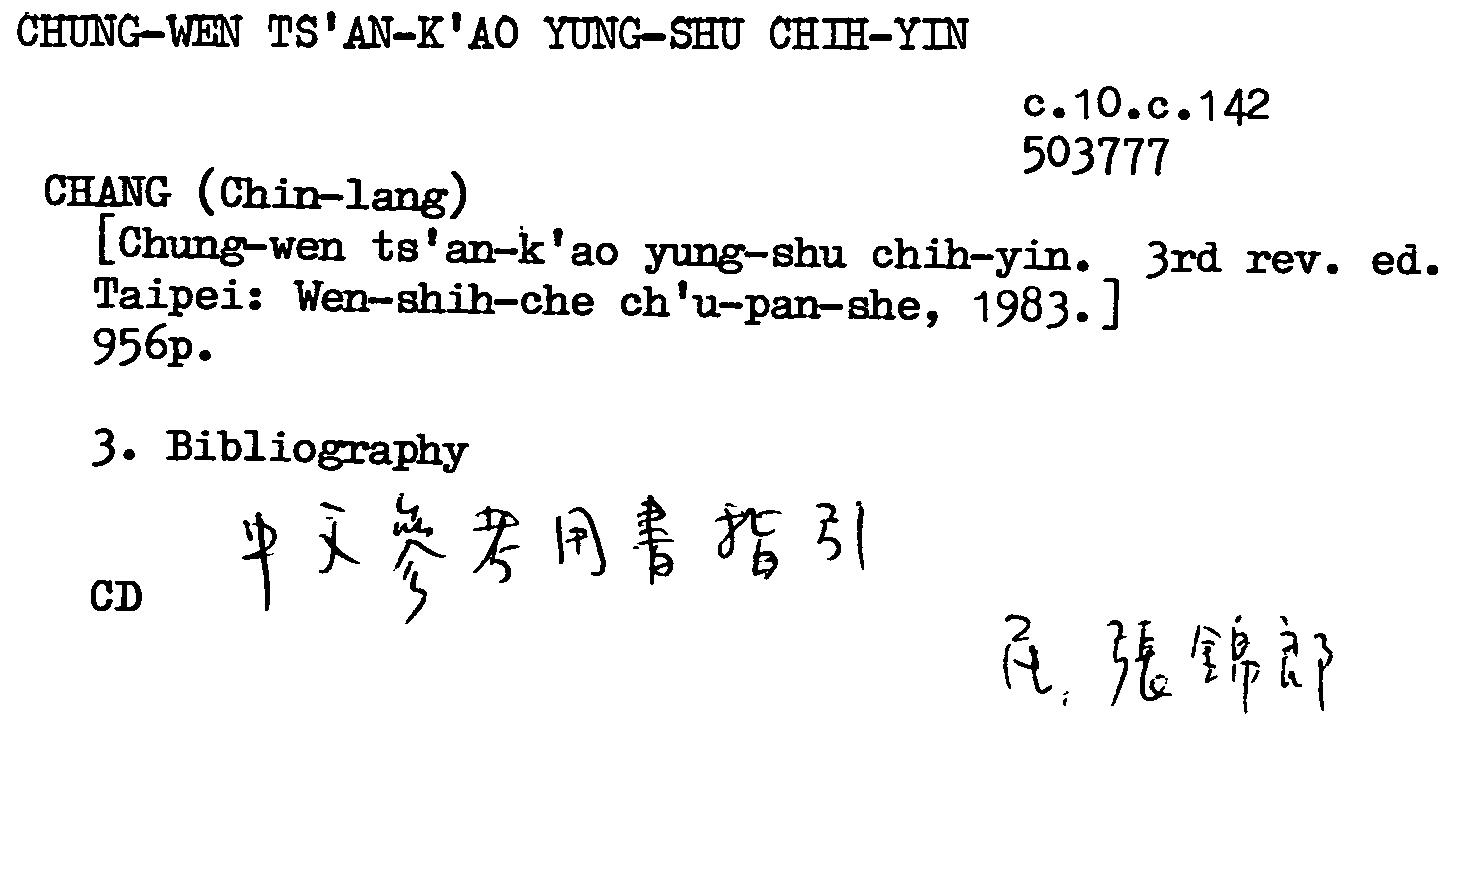 CHUNG-WEN TS'AN-K'AO YUNG-SHU CHIH-YIN
c.10.c.142
503777
CHANG (Chin-lang)
[Chung-wen ts'an-k'ao yung-shu chih-yin. 3rd rev. ed.
Taipei: Wen-shih-che ch'u-pan-she, 1983.]
956p.
3. Bibliography
中文參考用書指引
CD
民. 張錦郎